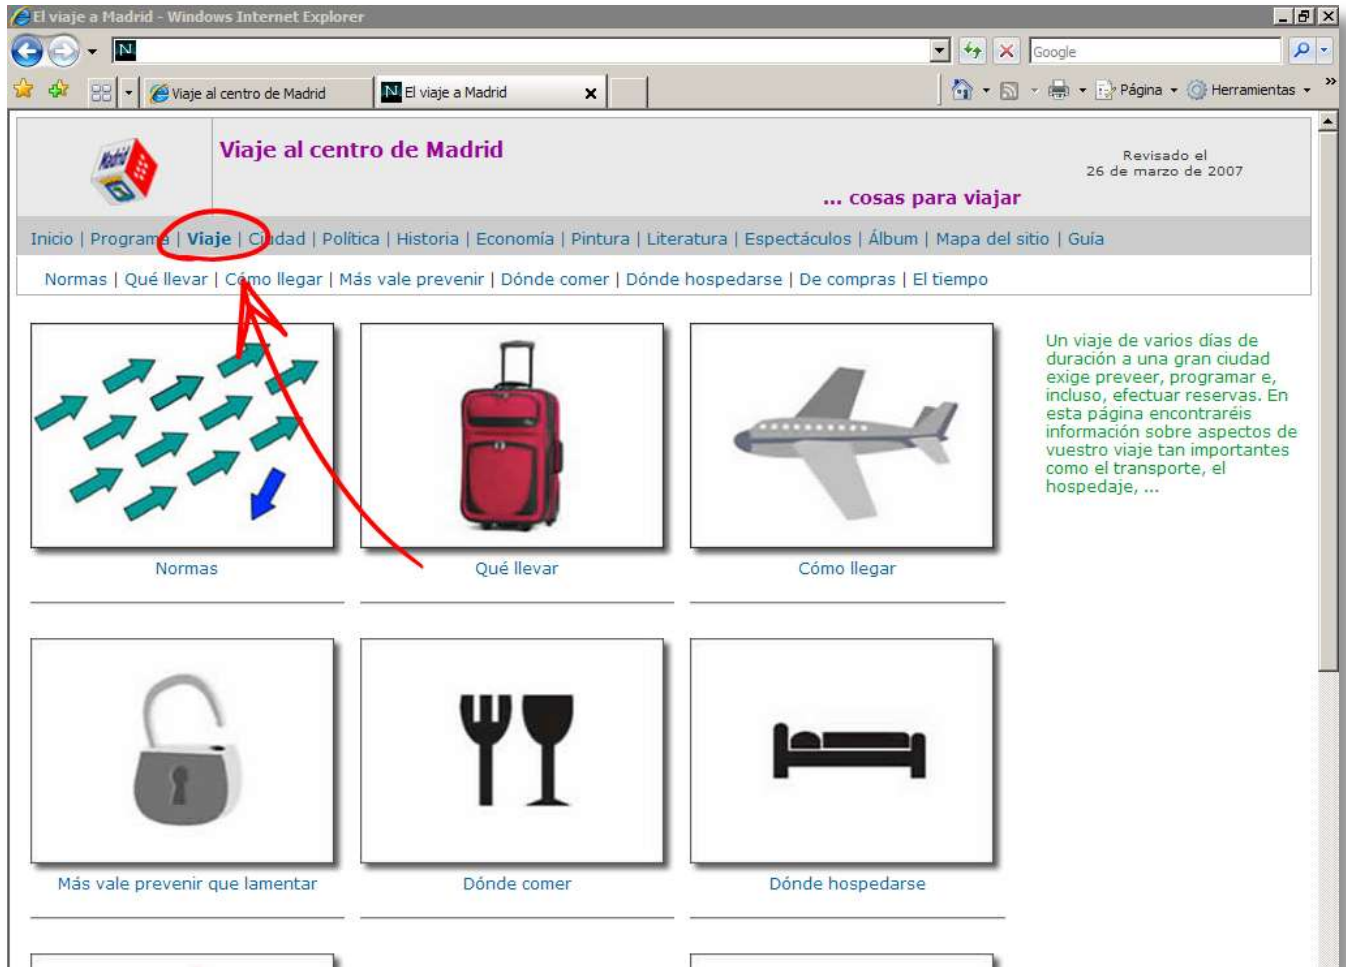 El viaje a Madrid - Windows Internet Explorer
Google
Viaje al centro de Madrid
El viaje a Madrid
Página
Herramientas
Madrid
Viaje al centro de Madrid
Revisado el
26 de marzo de 2007
... cosas para viajar
Inicio | Programa | Viaje | Ciudad | Política | Historia | Economía | Pintura | Literatura | Espectáculos | Álbum | Mapa del sitio | Guía
Normas | Qué llevar | Cómo llegar | Más vale prevenir | Dónde comer | Dónde hospedarse | De compras | El tiempo
Un viaje de varios días de
duración a una gran ciudad
exige preveer, programar e,
incluso, efectuar reservas. En
esta página encontraréis
información sobre aspectos de
vuestro viaje tan importantes
como el transporte, el
hospedaje, ...
Normas
Qué llevar
Cómo llegar
Más vale prevenir que lamentar
Dónde comer
Dónde hospedarse